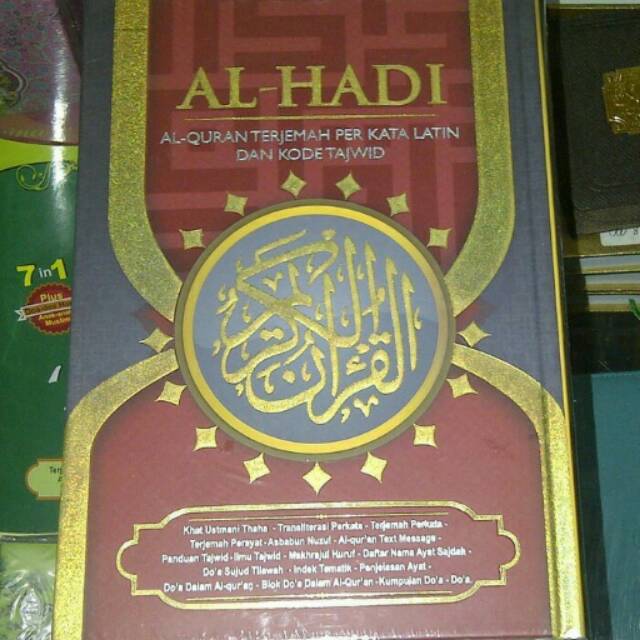 AL-HADI
AL-QURAN TERJEMAH PER KATA LATIN
DAN KODE TAJWID
القرآن الكريم
Khat Ustmani Thaha - Transliteras Perkata - Terjemah Perkata -
Terjemah Perayat - Asbabun Nuzul - Al-qur'an Text Message -
Panduan Tajwid - Ilmu Tajwid - Makhrajul Huruf - Daftar Nama Ayat Sajdah -
Do'a Sujud Tilawah - Indek Tematik - Penjelasan Ayat -
Do'a Dalam Al-qur'an - Blok Do'a Dalam Al-Qur'an - Kumpulan Do'a - Do'a.
7 in 1
Plus